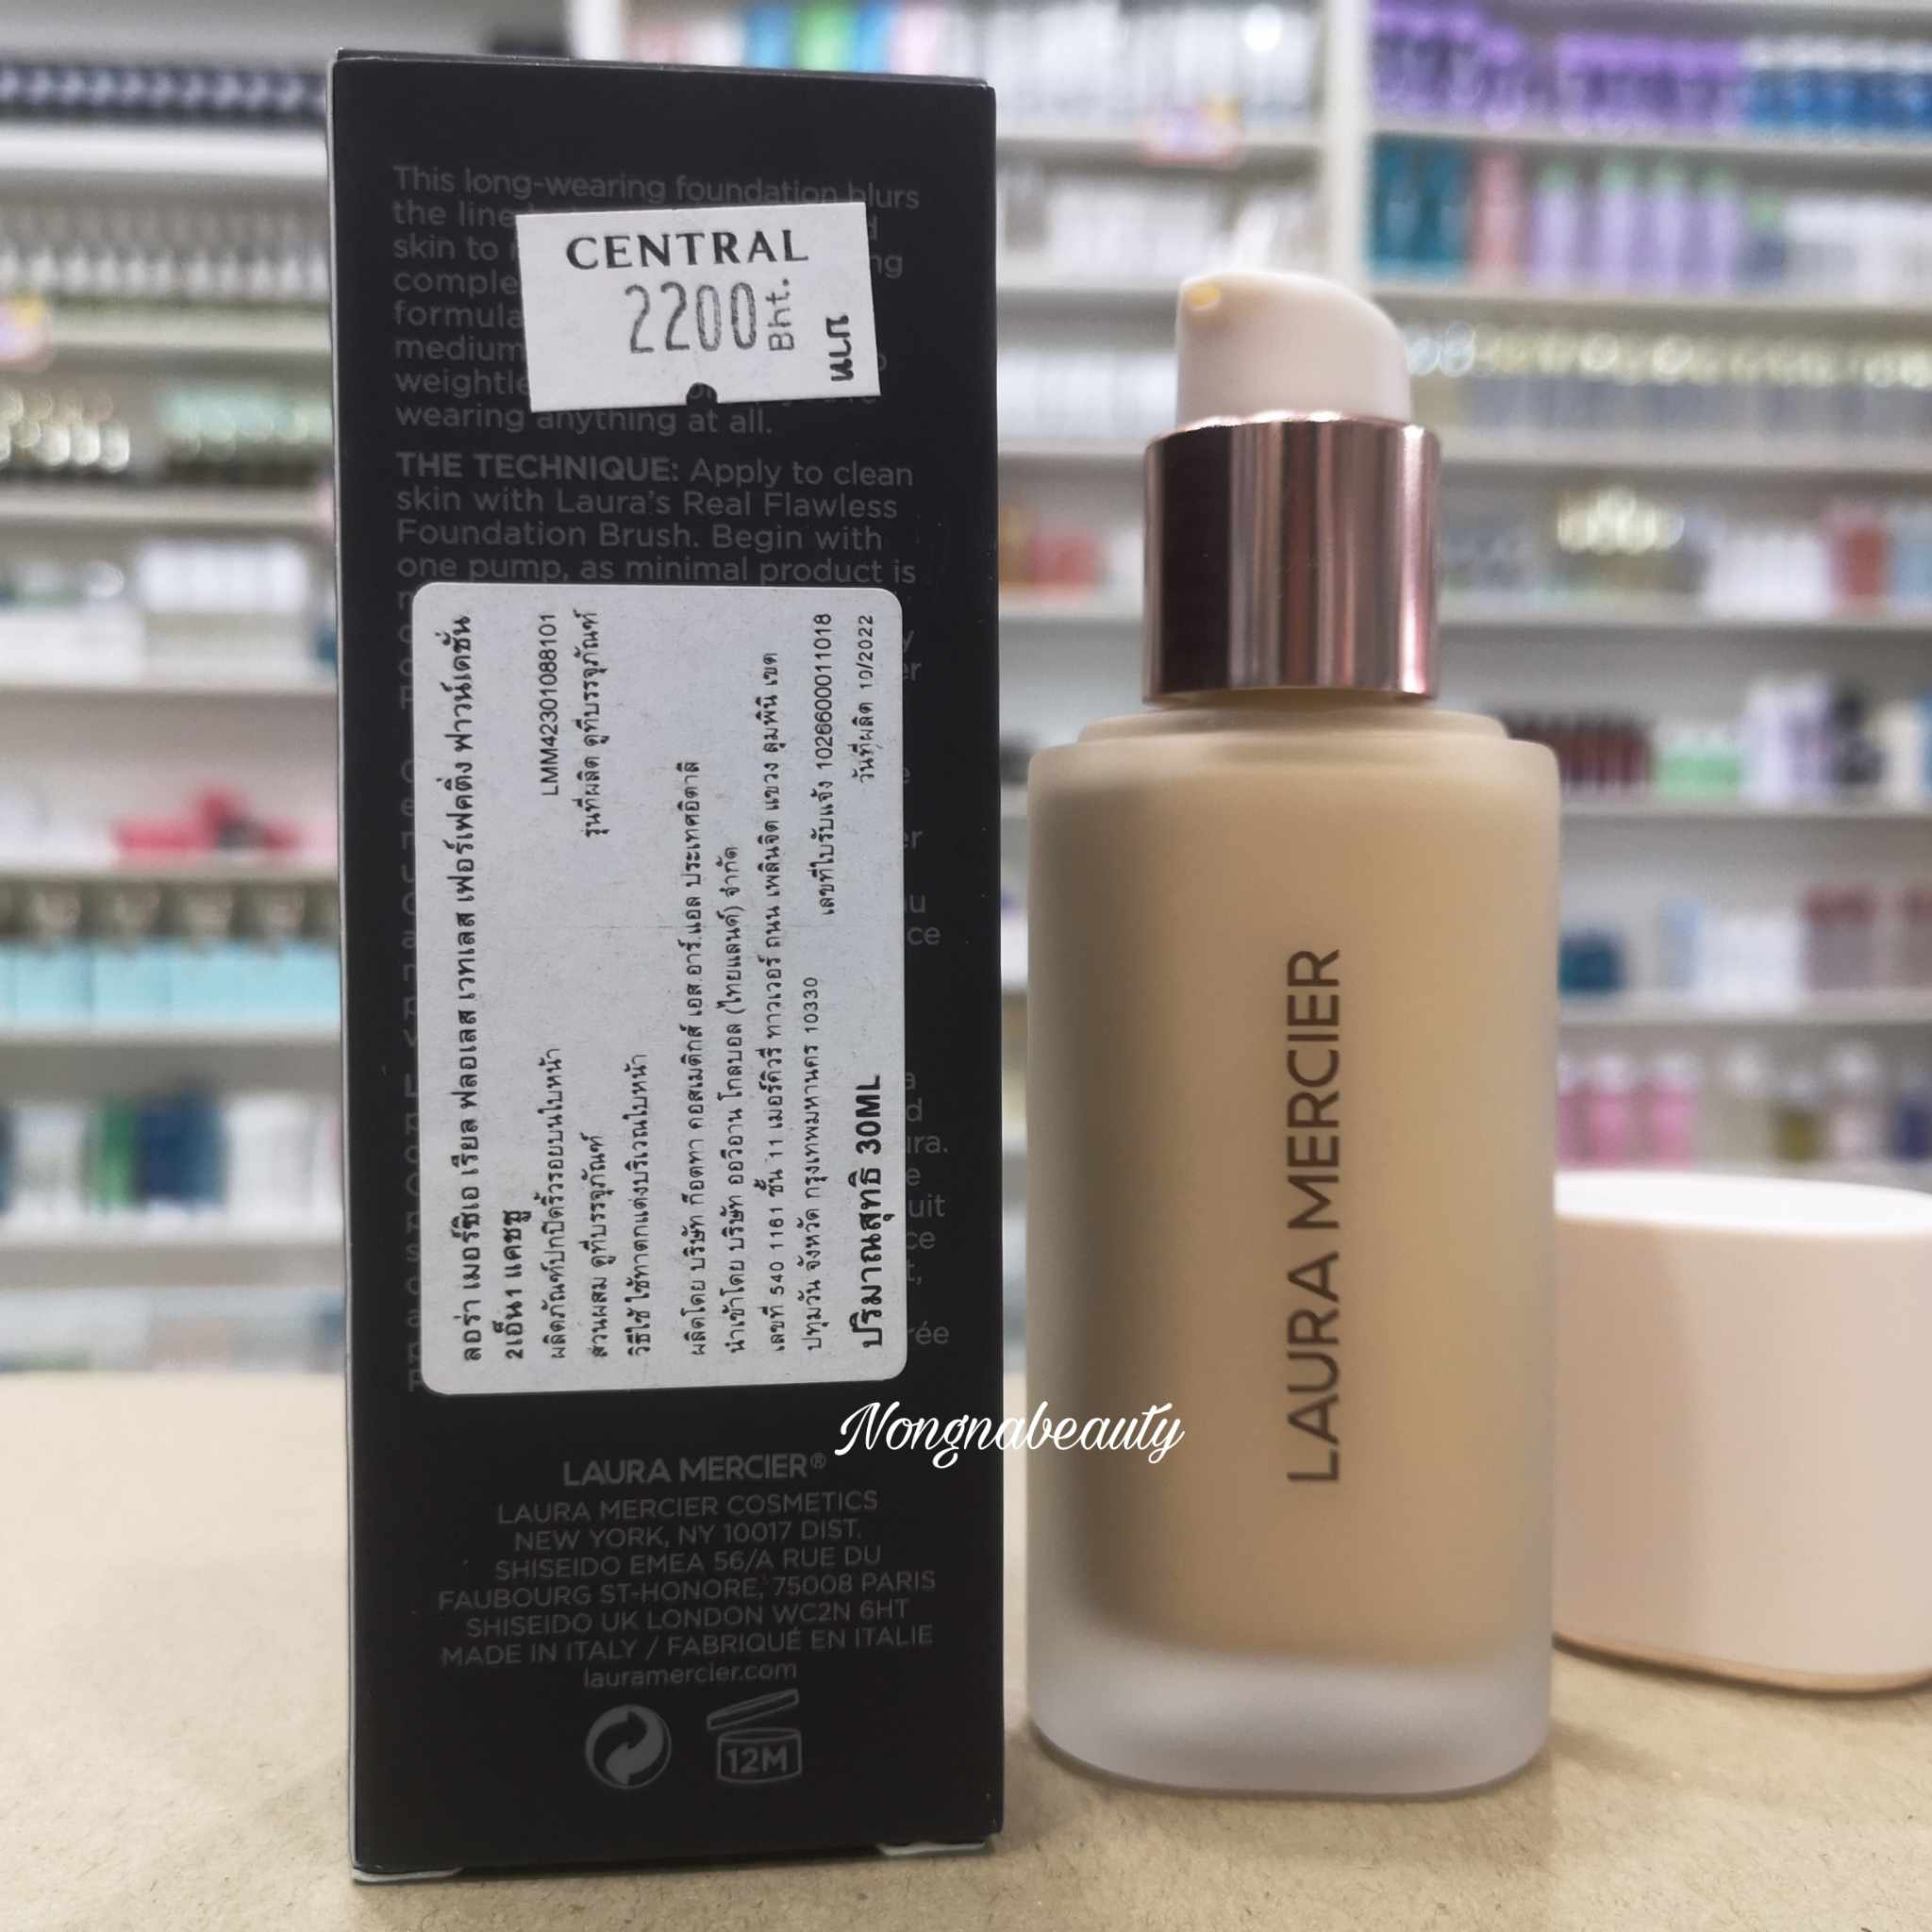 This long-wearing foundation blurs
the line
skin to
comple
formula
medium
weightle
wearing anything at all.
CENTRAL
2200 Bht.
THE TECHNIQUE: Apply to clean
skin with Laura's Real Flawless
Foundation Brush. Begin with
one pump, as minimal product is
ลอร่า เมอร์ซิเอ เรียล ฟลอเลส เวทเลส เพอร์เฟคติ้ง ฟาวน์เดชั่น
2เอ็น1 แคชชู
LMM42301088101
ผลิตภัณฑ์ปกปิดริ้วรอยบนใบหน้า
รุ่นที่ผลิต ดูที่บรรจุภัณฑ์
ส่วนผสม ดูที่บรรจุภัณฑ์
วิธีใช้ ใช้ทาตกแต่งบริเวณใบหน้า
ผลิตโดย บริษัท ก็อตทา คอสเมติกส์ เอส.อาร์.แอล ประเทศอิตาลี
นำเข้าโดย บริษัท ออวิอาน โกลบอล (ไทยแลนด์) จำกัด
เลขที่ 540 1161 ชั้น 11 เมอร์คิวรี่ ทาวเวอร์ ถนน เพลินจิต แขวง ลุมพินี เขต
ปทุมวัน จังหวัด กรุงเทพมหานคร 10330
เลขที่ใบรับแจ้ง 1026600011018
ปริมาณสุทธิ 30ML
วันที่ผลิต 10/2022
LAURA MERCIER®
LAURA MERCIER COSMETICS
NEW YORK, NY 10017 DIST.
SHISEIDO EMEA 56/A RUE DU
FAUBOURG ST-HONORE, 75008 PARIS
SHISEIDO UK LONDON WC2N 6HT
MADE IN ITALY / FABRIQUÉ EN ITALIE
lauramercier.com
12M
LAURA MERCIER
Nongnabeauty